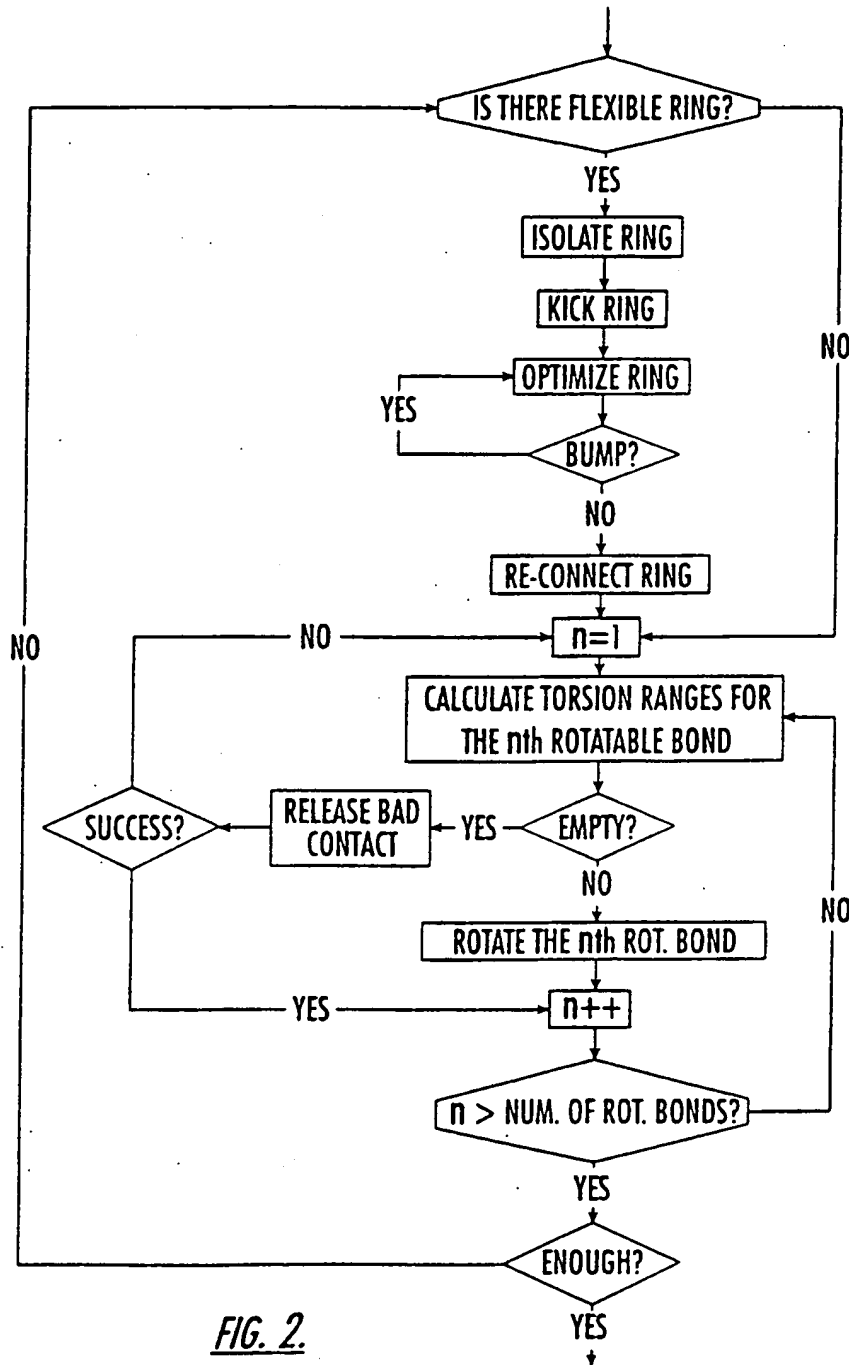 IS THERE FLEXIBLE RING?
YES
ISOLATE RING
KICK RING
NO
OPTIMIZE RING
YES
BUMP?
NO
RE-CONNECT RING
NO
NO
n=1
CALCULATE TORSION RANGES FOR
THE nth ROTATABLE BOND
SUCCESS?
RELEASE BAD
CONTACT
YES
EMPTY?
NO
NO
ROTATE THE nth ROT. BOND
YES
n++
n > NUM. OF ROT. BONDS?
YES
ENOUGH?
YES
FIG. 2.